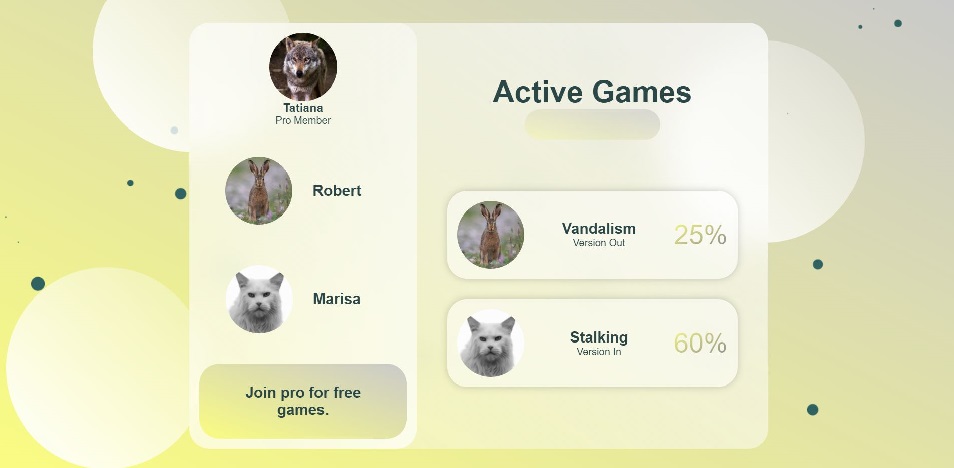 Tatiana
Pro Member
Robert
Marisa
Join pro for free
games.
Active Games
Vandalism
Version Out
25%
Stalking
Version In
60%